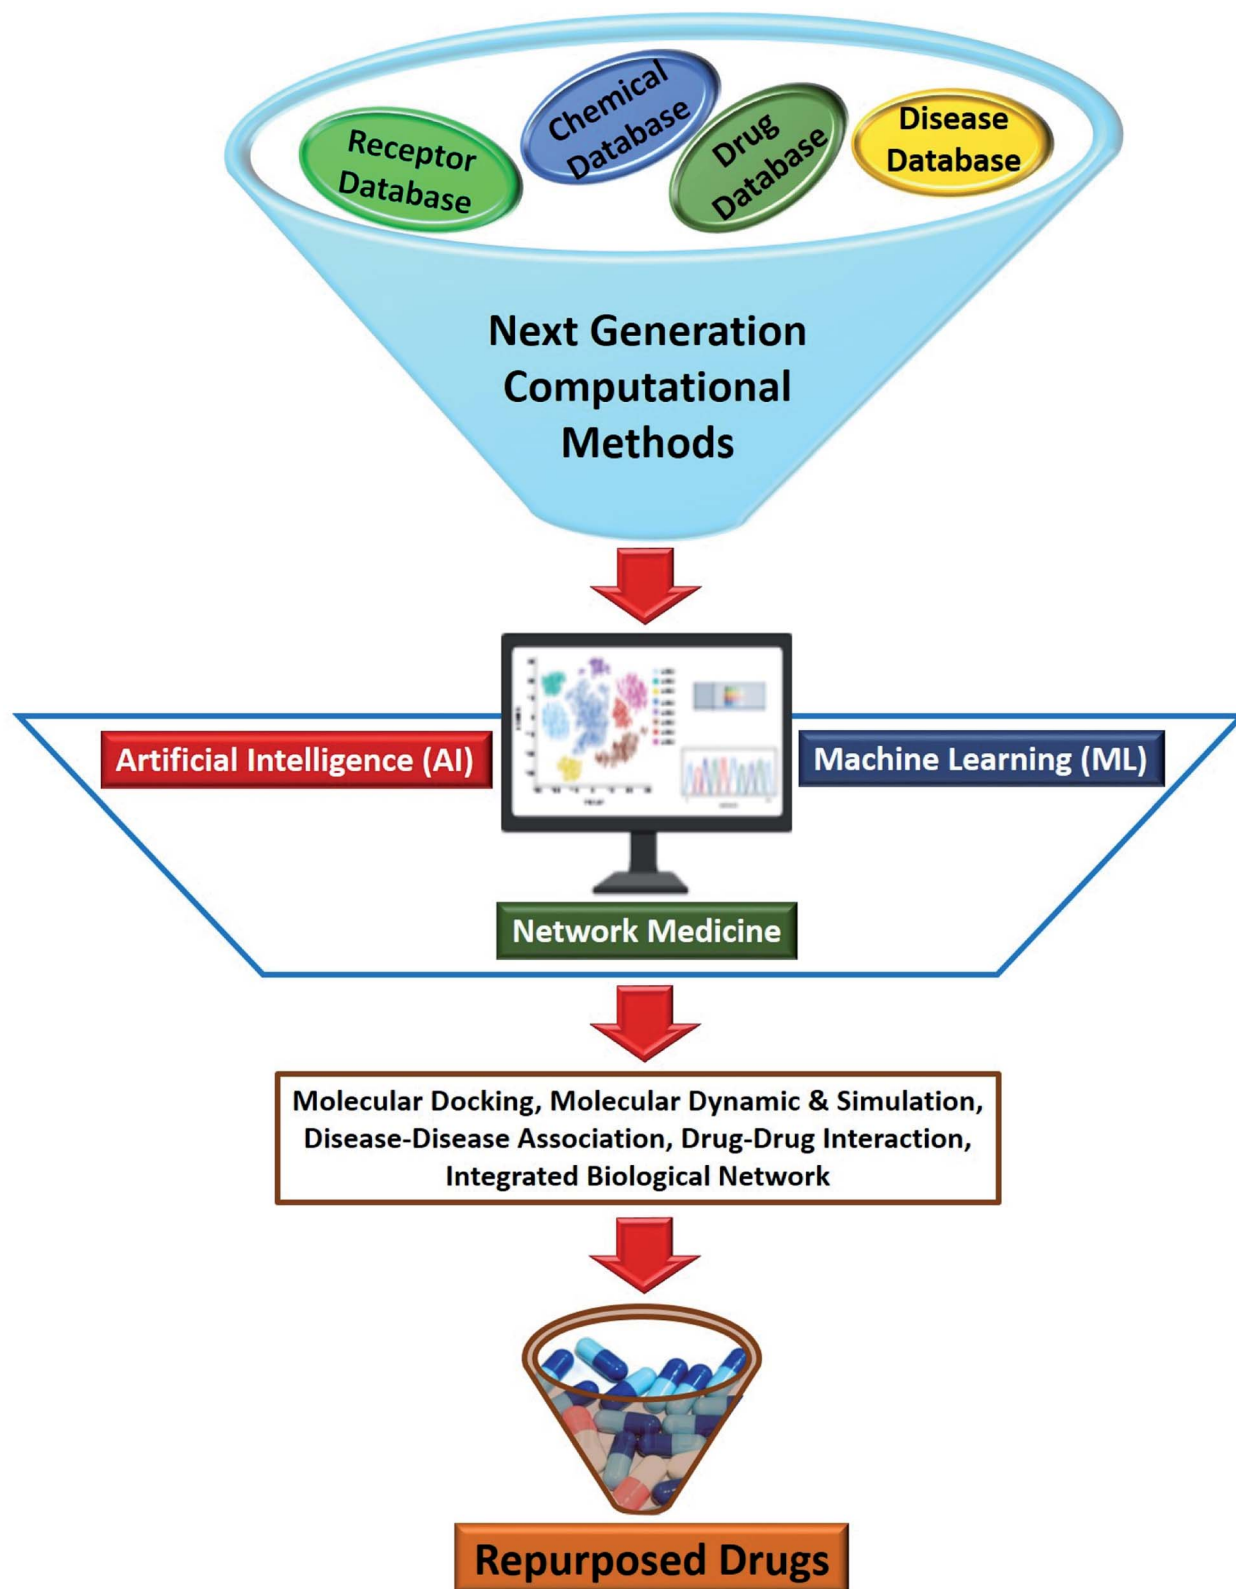 Receptor
Database
Chemical
Database
Drug
Database
Disease
Database
Next Generation
Computational
Methods
Artificial Intelligence (AI)
Machine Learning (ML)
Network Medicine
Molecular Docking, Molecular Dynamic & Simulation,
Disease-Disease Association, Drug-Drug Interaction,
Integrated Biological Network
Repurposed Drugs